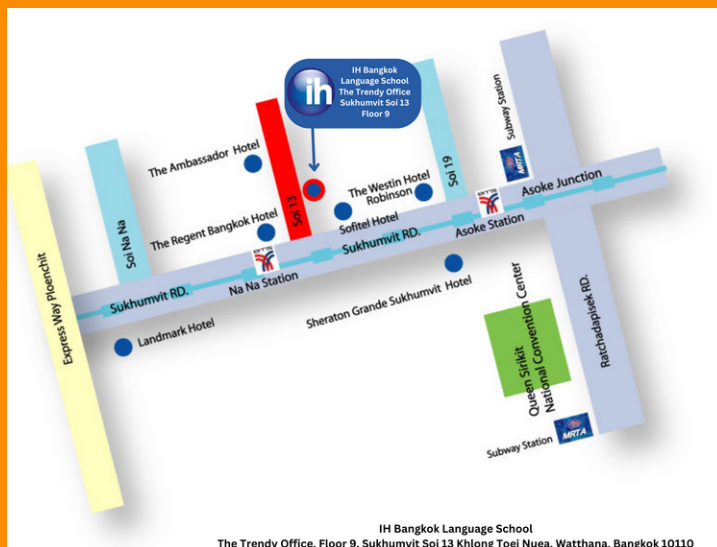 IH Bangkok
Language School
The Trendy Office
Sukhumvit Soi 13
Floor 9
ih
Subway Station
MRTA
Asoke Junction
Soi 19
The Westin Hotel
Robinson
BTS
Asoke Station
The Ambassador Hotel
Soi 13
Sofitel Hotel
The Regent Bangkok Hotel
Sukhumvit RD.
BTS
Na Na Station
Soi Na Na
Sukhumvit RD.
Express Way Ploenchit
Landmark Hotel
Sheraton Grande Sukhumvit Hotel
Queen Sirikit
National Convention Center
Ratchadapisek RD.
Subway Station
MRTA
IH Bangkok Language School
The Trendy Office, Floor 9, Sukhumvit Soi 13 Khlong Toei Nuea, Watthana, Bangkok 10110